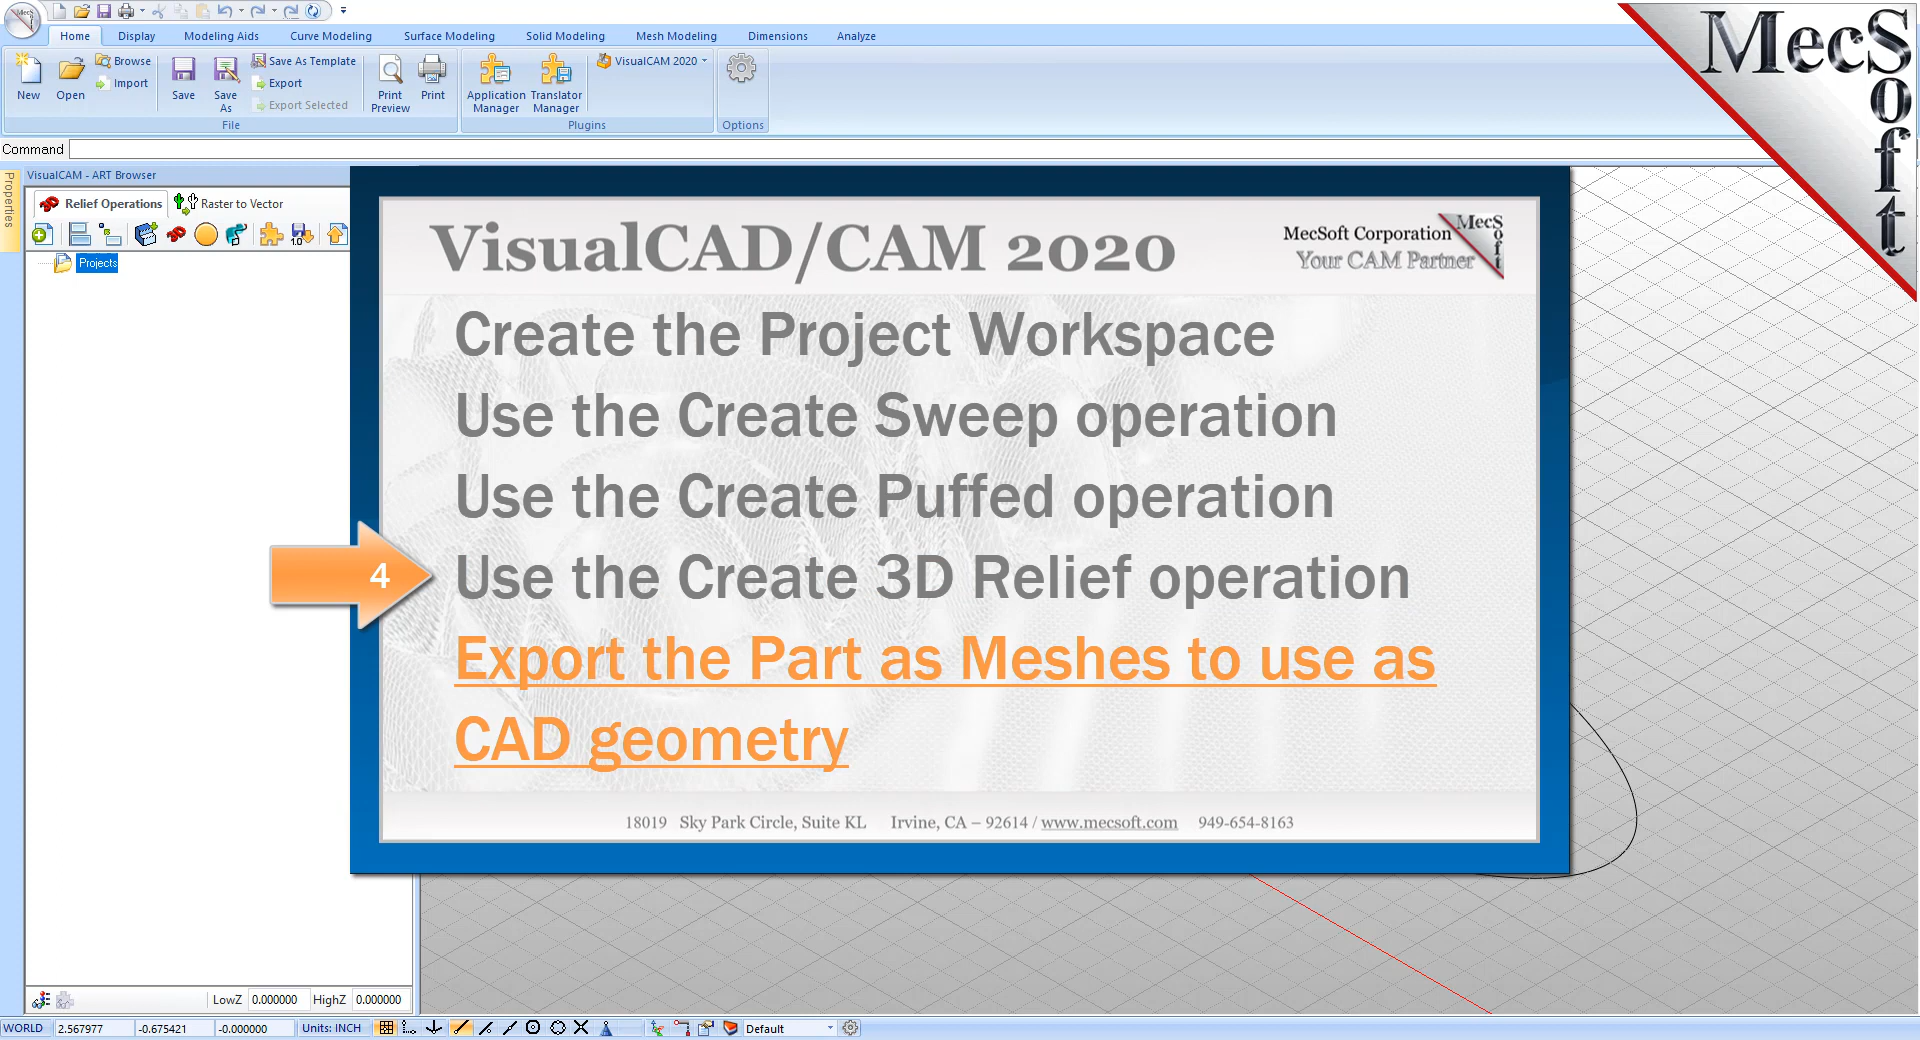 Home Display Modeling Aids Curve Modeling Surface Modeling Solid Modeling Mesh Modeling Dimensions Analyze
New Open Browse Import Save Save As Save As Template Export Export Selected Print Preview Print Application Manager Translator Manager VisualCAM 2020
File Plugins Options
Command
Properties
VisualCAM - ART Browser
Relief Operations Raster to Vector
1.0
Projects
MecSoft
VisualCAD/CAM 2020
MecSoft Corporation
Your CAM Partner
MecSoft
Create the Project Workspace
Use the Create Sweep operation
Use the Create Puffed operation
4
Use the Create 3D Relief operation
Export the Part as Meshes to use as
CAD geometry
18019 Sky Park Circle, Suite KL Irvine, CA – 92614 / www.mecsoft.com 949-654-8163
LowZ 0.000000 HighZ 0.000000
WORLD 2.567977 -0.675421 -0.000000 Units: INCH Default